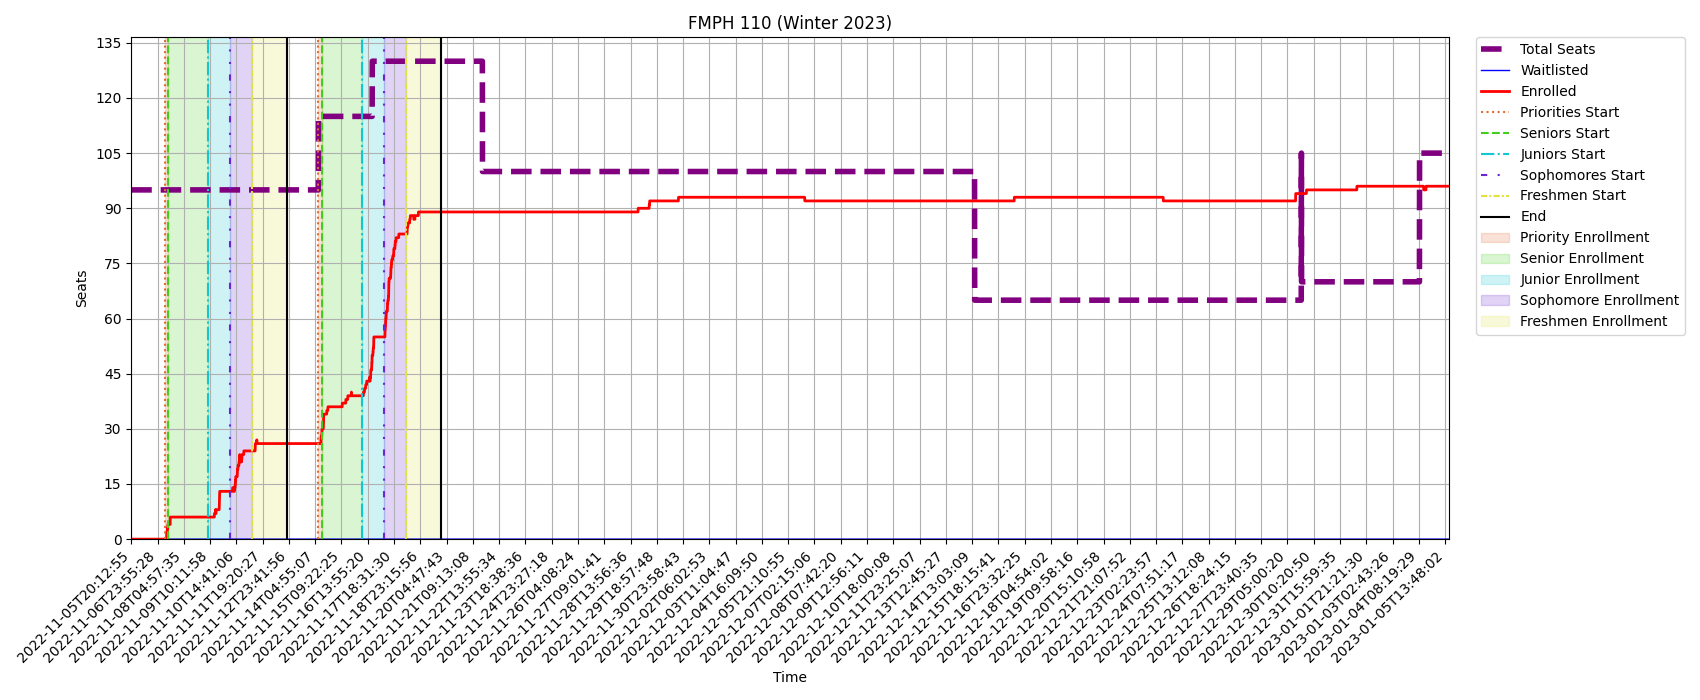 FMPH 110 (Winter 2023)
Seats
135
120
105
90
75
60
45
30
15
0
2022-11-05T20:12:55
2022-11-06T23:55:28
2022-11-08T04:57:35
2022-11-09T10:11:58
2022-11-10T14:41:06
2022-11-11T19:20:27
2022-11-12T23:41:56
2022-11-14T04:55:07
2022-11-15T09:22:25
2022-11-16T13:55:20
2022-11-17T18:31:30
2022-11-18T23:15:56
2022-11-20T04:47:43
2022-11-21T09:13:08
2022-11-22T13:55:34
2022-11-23T18:38:36
2022-11-24T23:27:18
2022-11-26T04:08:24
2022-11-27T09:01:41
2022-11-28T13:56:36
2022-11-29T18:57:48
2022-11-30T23:58:43
2022-12-02T06:02:53
2022-12-03T11:04:47
2022-12-04T16:09:50
2022-12-05T21:10:55
2022-12-07T02:15:06
2022-12-08T07:42:20
2022-12-09T12:56:11
2022-12-10T18:00:08
2022-12-11T23:25:07
2022-12-13T12:45:27
2022-12-14T13:03:09
2022-12-15T18:15:41
2022-12-16T23:32:25
2022-12-18T04:54:02
2022-12-19T09:58:16
2022-12-20T15:10:58
2022-12-21T21:07:52
2022-12-23T02:23:57
2022-12-24T07:51:17
2022-12-25T13:12:08
2022-12-26T18:24:15
2022-12-27T23:40:35
2022-12-29T05:00:20
2022-12-30T10:20:50
2022-12-31T15:59:35
2023-01-01T21:21:30
2023-01-03T02:43:26
2023-01-04T08:19:29
2023-01-05T13:48:02
Time
Total Seats
Waitlisted
Enrolled
Priorities Start
Seniors Start
Juniors Start
Sophomores Start
Freshmen Start
End
Priority Enrollment
Senior Enrollment
Junior Enrollment
Sophomore Enrollment
Freshmen Enrollment